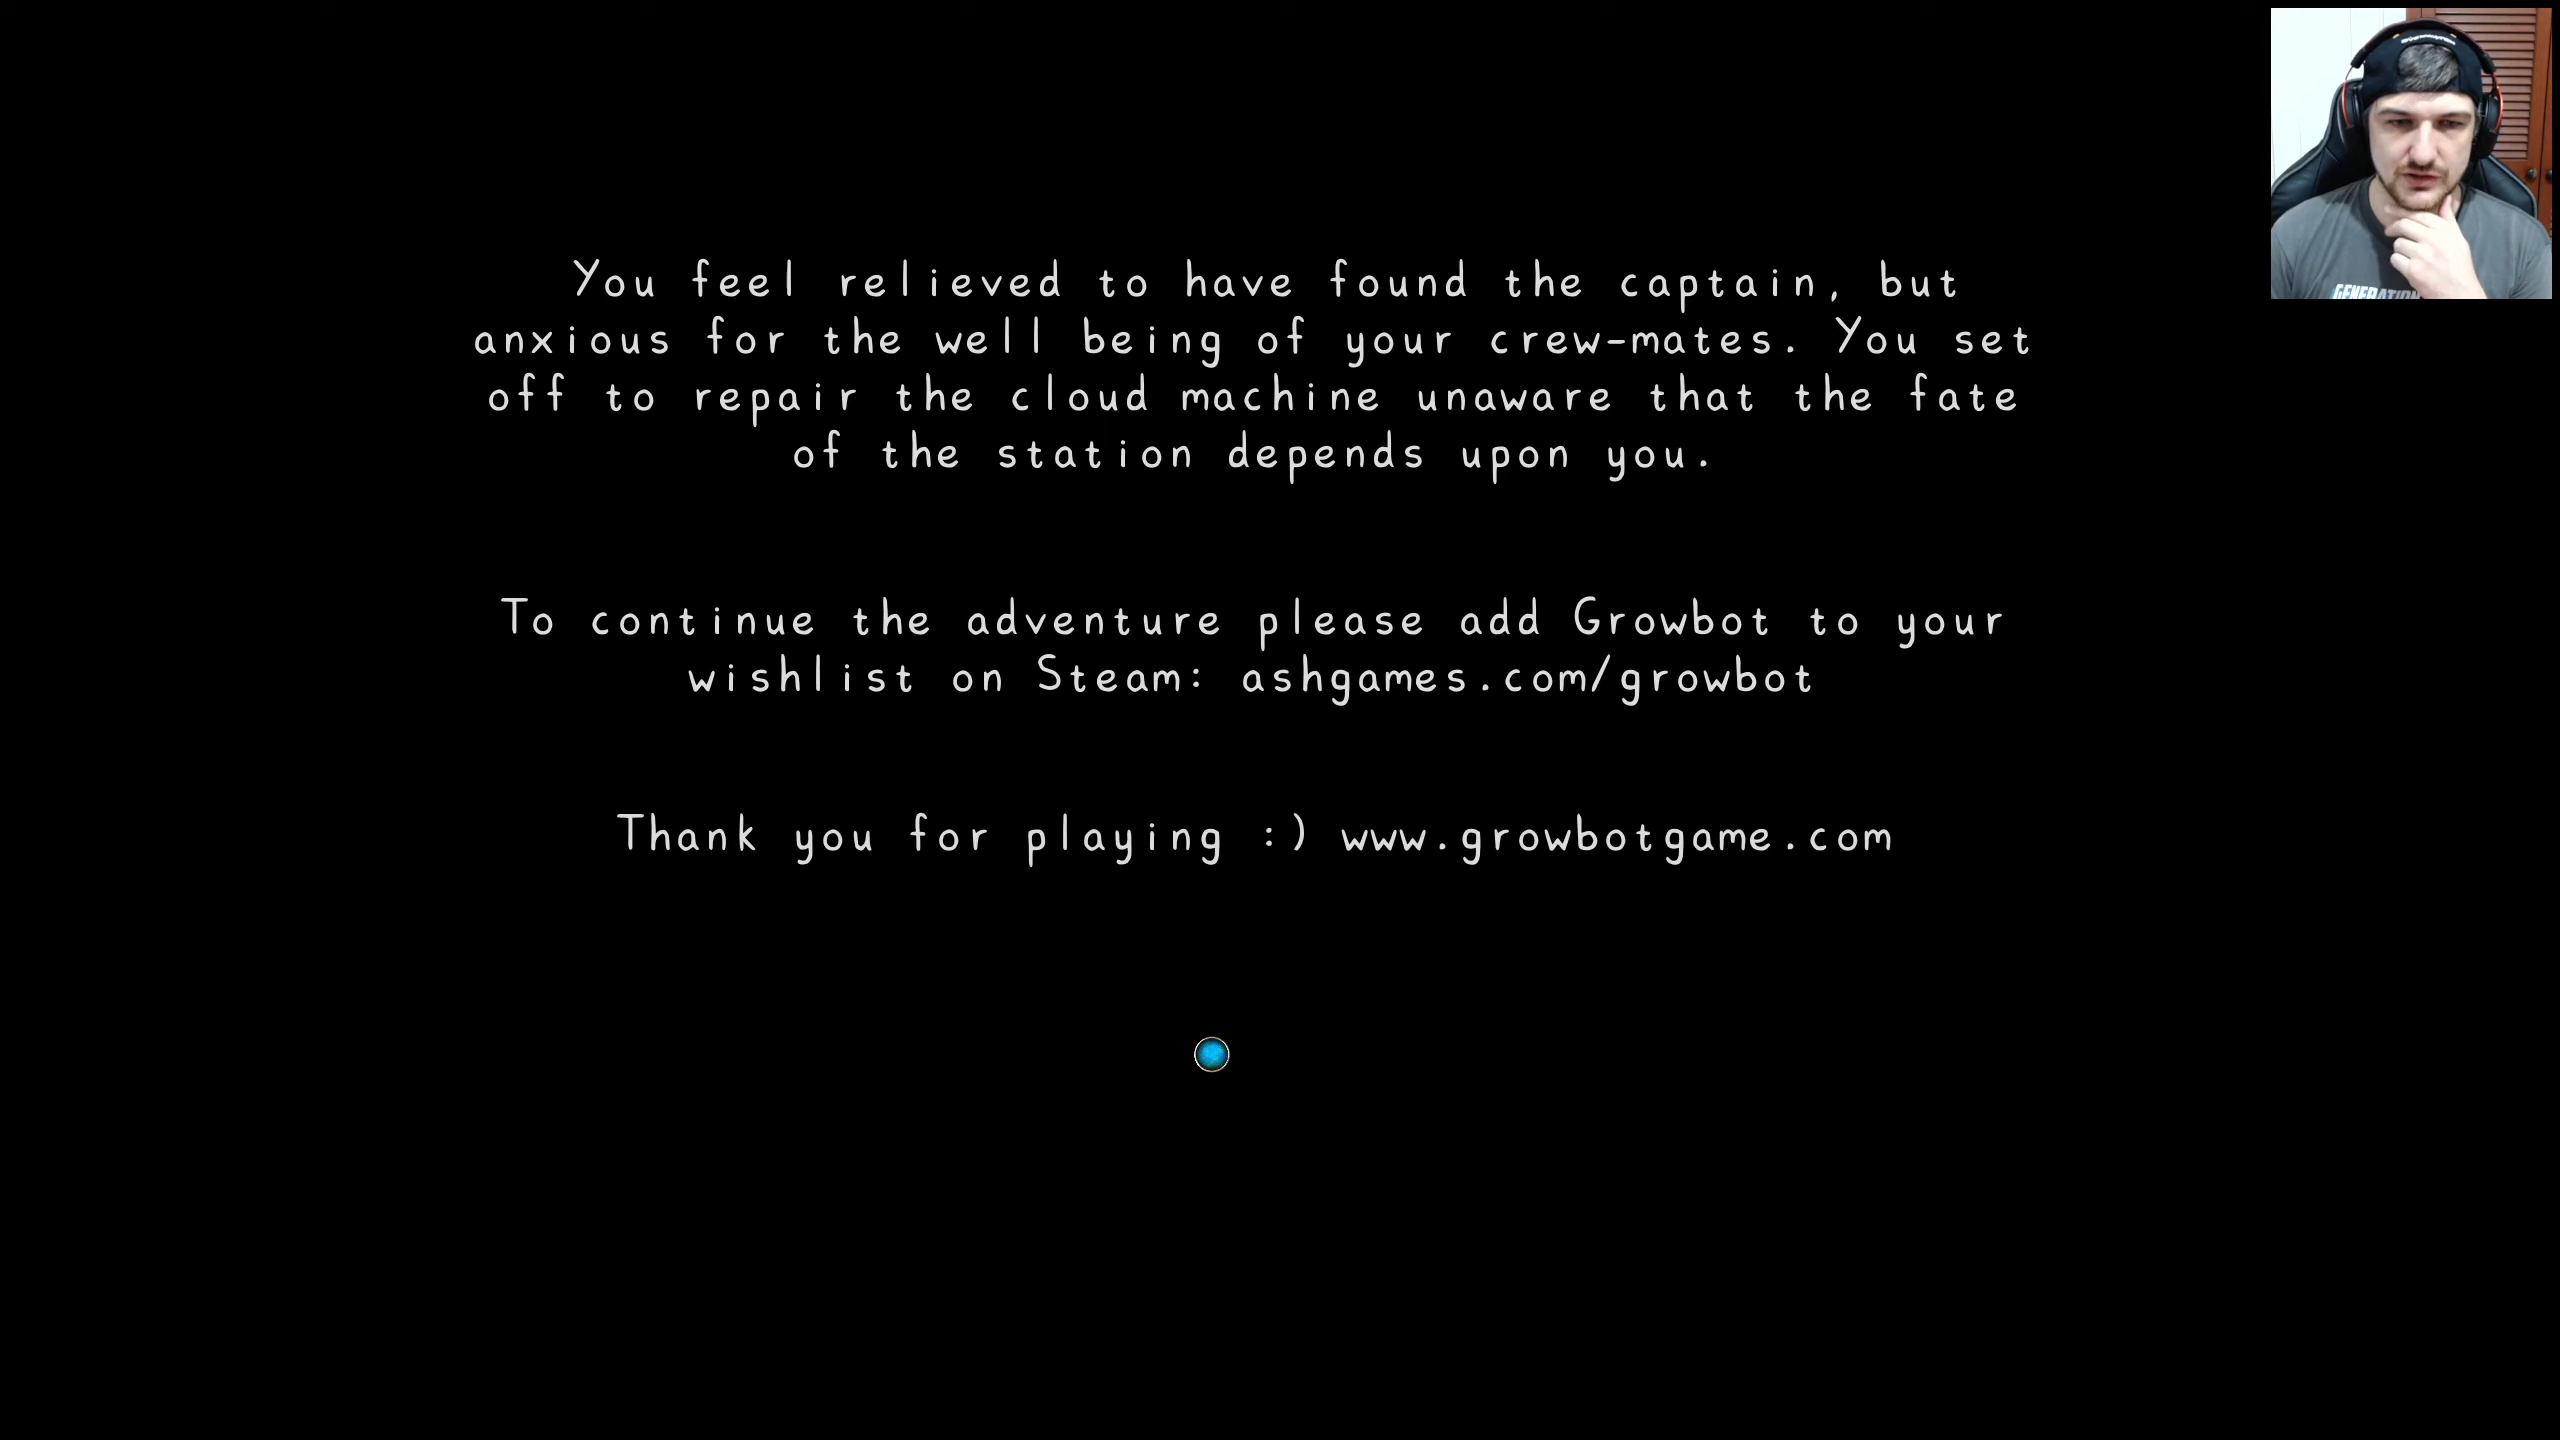 You feel relieved to have found the captain, but
anxious for the well being of your crew-mates. You set
off to repair the cloud machine unaware that the fate
of the station depends upon you.
To continue the adventure please add Growbot to your
wishlist on Steam: ashgames.com/growbot
Thank you for playing :) www.growbotgame.com